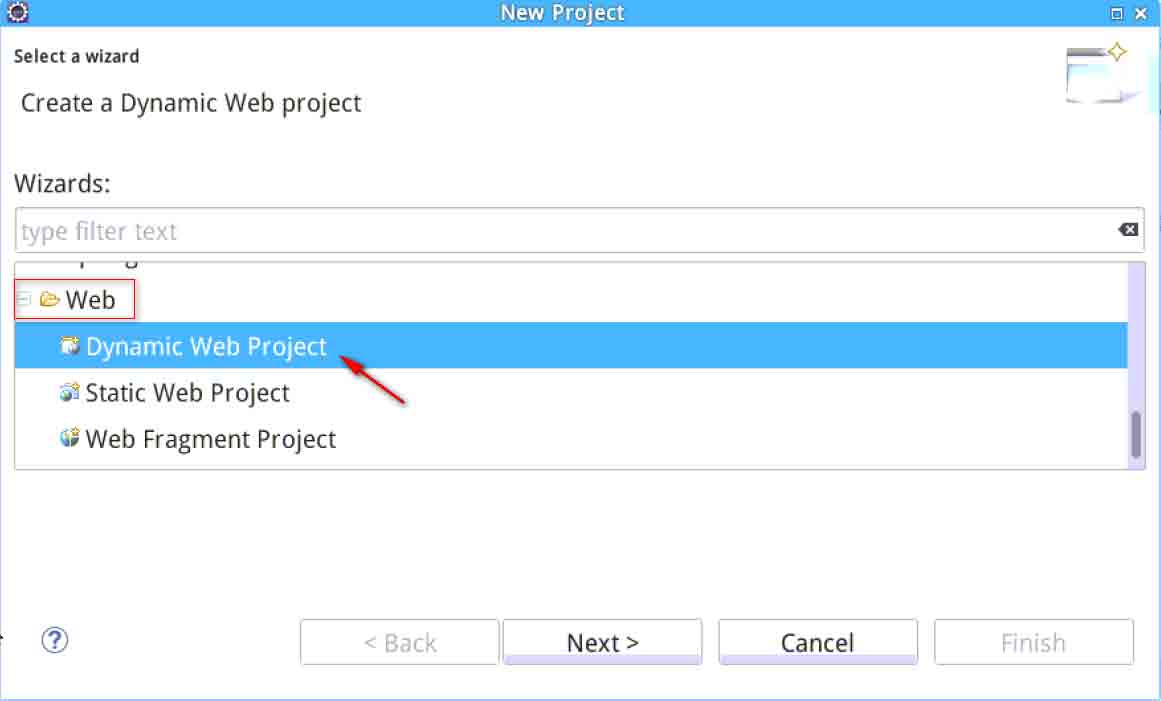 New Project
Select a wizard
Create a Dynamic Web project
Wizards:
type filter text
Web
Dynamic Web Project
Static Web Project
Web Fragment Project
?
< Back
Next >
Cancel
Finish